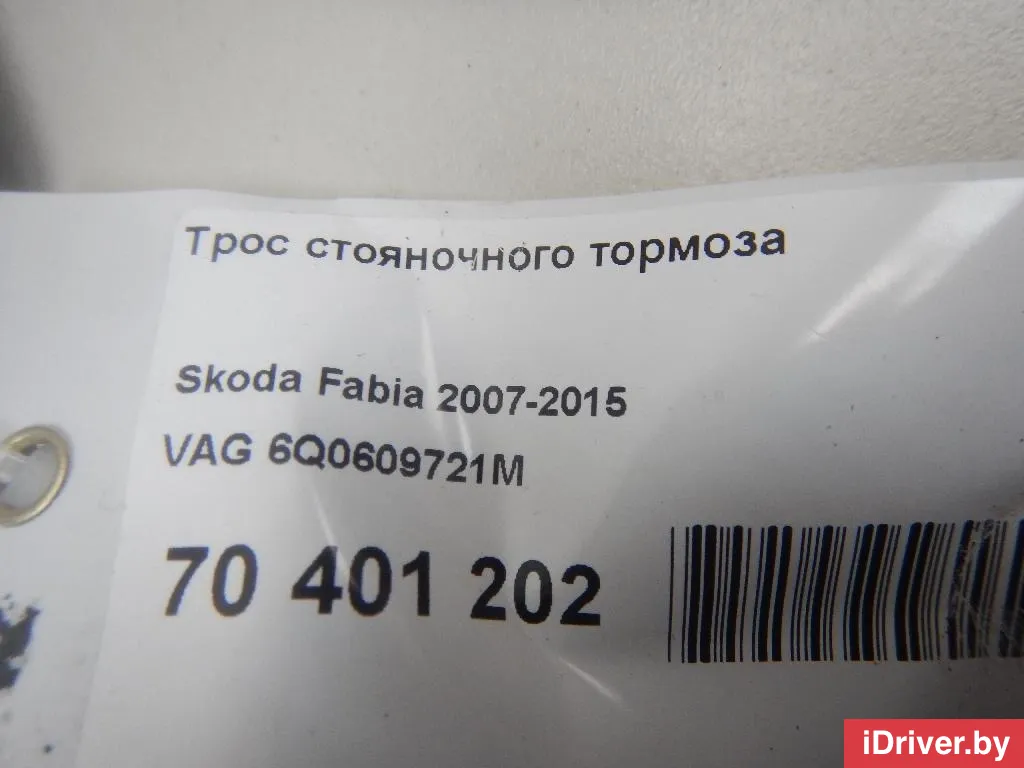 Трос стояночного тормоза
Skoda Fabia 2007-2015
VAG 6Q0609721M
70 401 202
iDriver.by